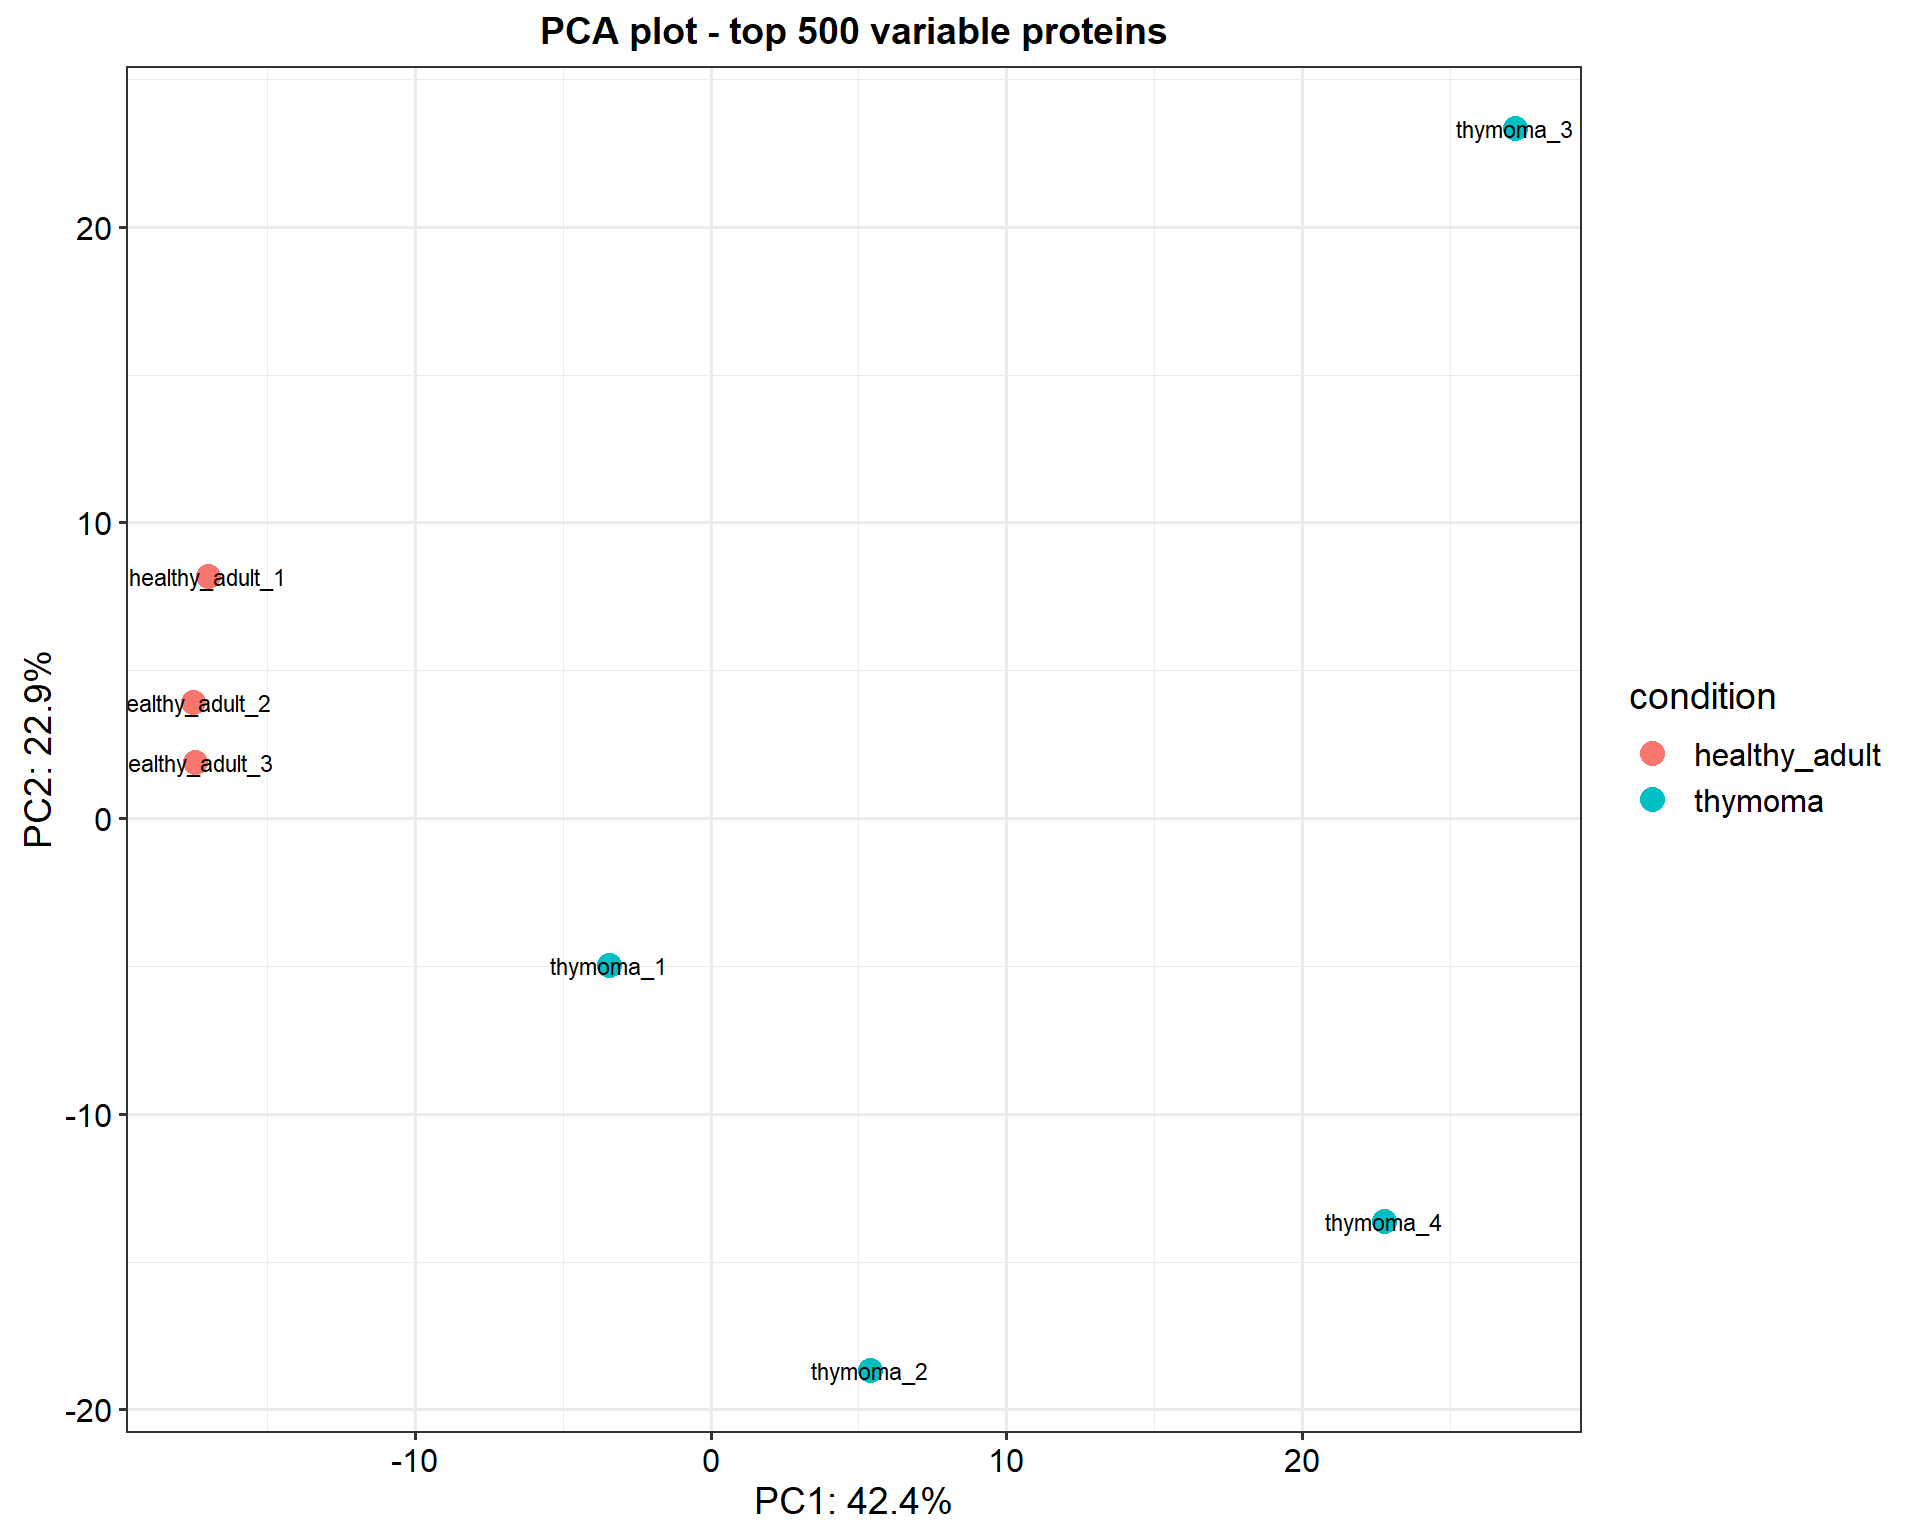 PCA plot - top 500 variable proteins
thymoma_3
20
10
healthy_adult_1
ealthy_adult_2
ealthy_adult_3
PC2: 22.9%
condition
healthy_adult
thymoma
0
thymoma_1
-10
thymoma_4
thymoma_2
-20
-10
0
10
20
PC1: 42.4%